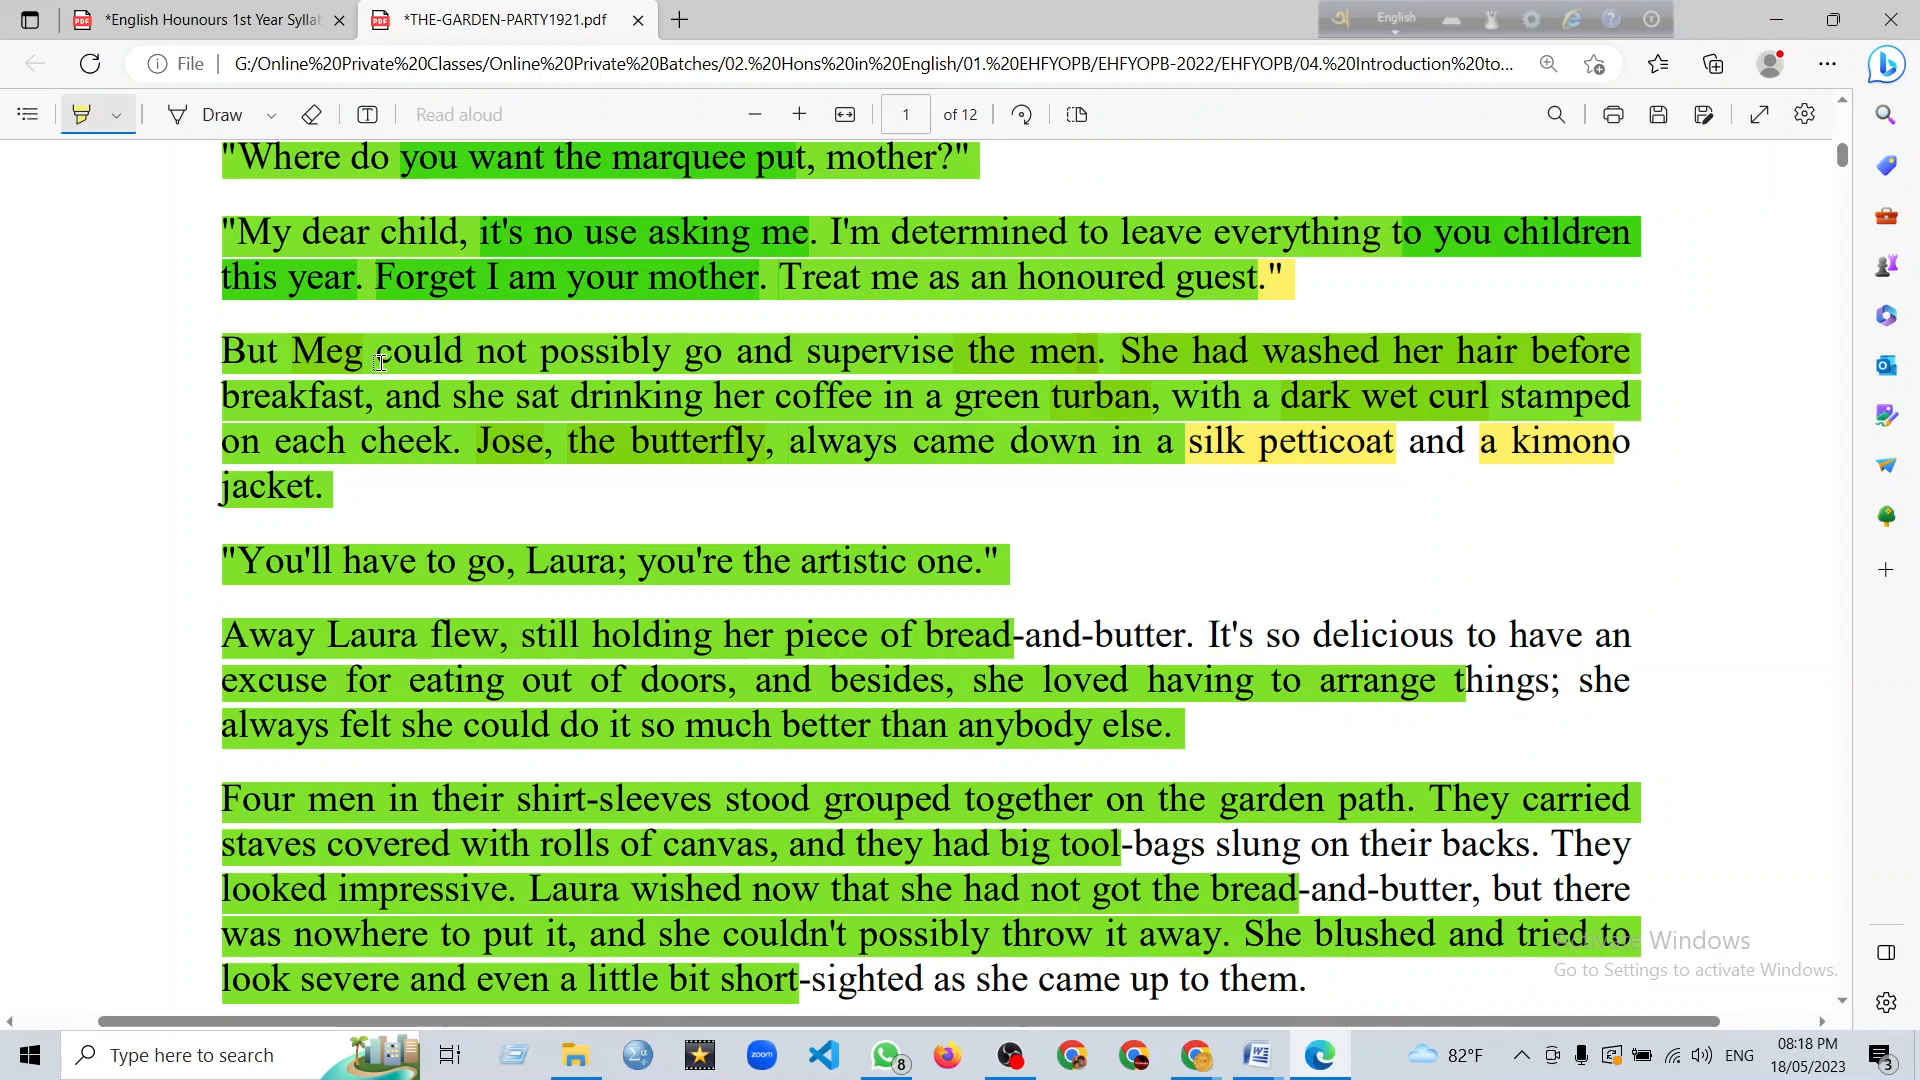 *English Hounours 1st Year Syllab
*THE-GARDEN-PARTY1921.pdf
English
File
G:/Online%20Private%20Classes/Online%20Private%20Batches/02.%20Hons%20in%20English/01.%20EHFYOPB/EHFYOPB-2022/EHFYOPB/04.%20Introduction%20to...
Draw
Read aloud
1 of 12
"Where do you want the marquee put, mother?"
"My dear child, it's no use asking me. I'm determined to leave everything to you children
this year. Forget I am your mother. Treat me as an honoured guest."
But Meg could not possibly go and supervise the men. She had washed her hair before
breakfast, and she sat drinking her coffee in a green turban, with a dark wet curl stamped
on each cheek. Jose, the butterfly, always came down in a silk petticoat and a kimono
jacket.
"You'll have to go, Laura; you're the artistic one."
Away Laura flew, still holding her piece of bread-and-butter. It's so delicious to have an
excuse for eating out of doors, and besides, she loved having to arrange things; she
always felt she could do it so much better than anybody else.
Four men in their shirt-sleeves stood grouped together on the garden path. They carried
staves covered with rolls of canvas, and they had big tool-bags slung on their backs. They
looked impressive. Laura wished now that she had not got the bread-and-butter, but there
was nowhere to put it, and she couldn't possibly throw it away. She blushed and tried to
look severe and even a little bit short-sighted as she came up to them.
Activate Windows
Go to Settings to activate Windows.
Type here to search
zoom
8
82°F
ENG
08:18 PM
18/05/2023
3